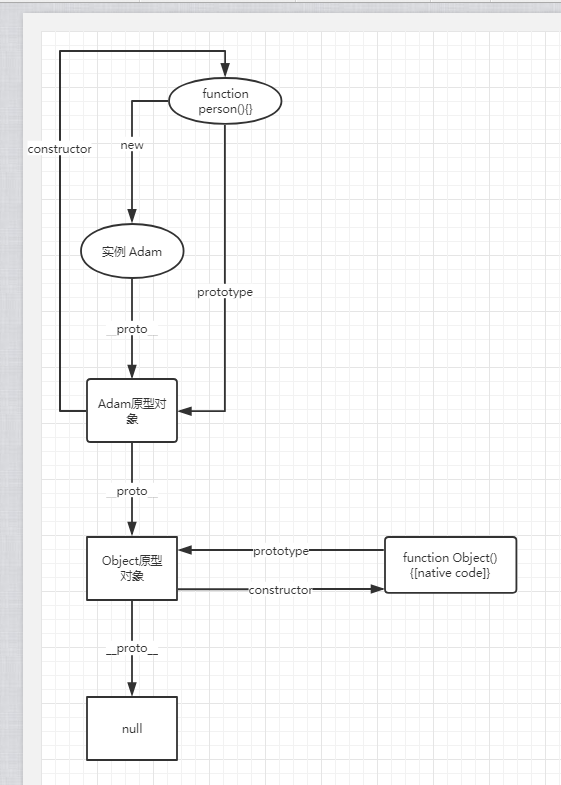 function
person(){}
constructor
new
实例 Adam
prototype
__proto__
Adam原型对
象
__proto__
prototype
Object原型
对象
function Object()
{[native code]}
constructor
__proto__
null